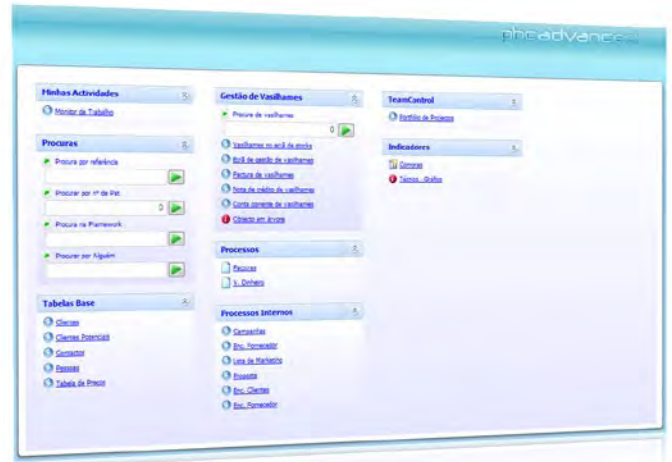 phcadvance
Minhas Actividades
Monitor de Trabalho
Procuras
Procura por referência
Procurar por nº de Pat
0
Procura na Framework
Procurar por Alguém
Tabelas Base
Clientes
Clientes Potenciais
Contactos
Pessoas
Tabela de Preços
Gestão de Vasilhames
Procura de vasilhames
0
Vasilhames no ecrã de stocks
Ecrã de gestão de vasilhames
Factura de vasilhames
Nota de crédito de vasilhames
Conta corrente de vasilhames
Objecto em árvore
Processos
Facturas
V. Dinheiro
Processos Internos
Campanhas
Enc. Fornecedor
Lista de Marketing
Proposta
Enc. Clientes
Enc. Fornecedor
TeamControl
Portfólio de Projectos
Indicadores
Compras
Técnico - Gráfico